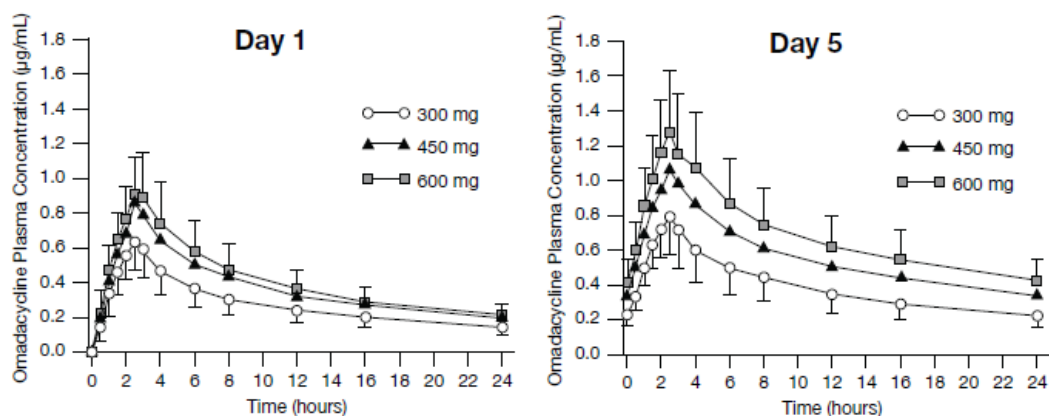 Day 1
Omadacycline Plasma Concentration (µg/mL)
1.8
1.6
1.4
1.2
1.0
0.8
0.6
0.4
0.2
0.0
300 mg
450 mg
600 mg
0 2 4 6 8 10 12 14 16 18 20 22 24
Time (hours)
Day 5
Omadacycline Plasma Concentration (µg/mL)
1.8
1.6
1.4
1.2
1.0
0.8
0.6
0.4
0.2
0.0
300 mg
450 mg
600 mg
0 2 4 6 8 10 12 14 16 18 20 22 24
Time (hours)